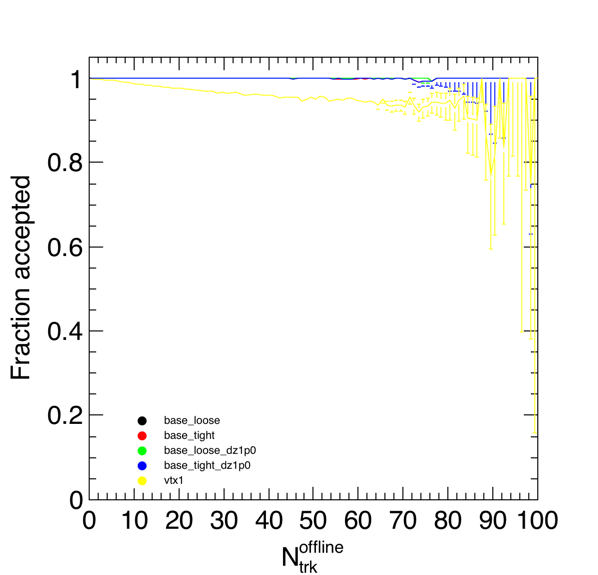 Fraction accepted
1
0.8
0.6
0.4
0.2
0
base_loose
base_tight
base_loose_dz1p0
base_tight_dz1p0
vtx1
0 10 20 30 40 50 60 70 80 90 100
N_trk^offline